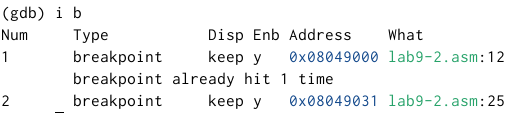 (gdb) i b
Num     Type           Disp Enb Address    What
1       breakpoint     keep y   0x08049000 lab9-2.asm:12
        breakpoint already hit 1 time
2       breakpoint     keep y   0x08049031 lab9-2.asm:25